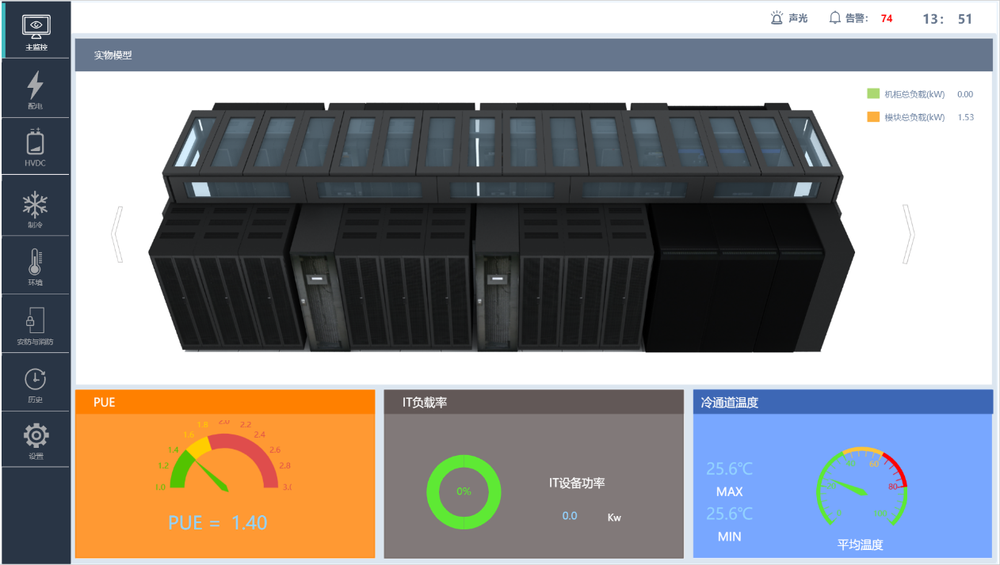 主监控
配电
HVDC
制冷
环境
安防与消防
历史
设置
声光
告警: 74
13: 51
实物模型
机柜总负载(kW) 0.00
模块总负载(kW) 1.53
PUE
1.0
1.2
1.4
1.6
1.8
2.0
2.2
2.4
2.6
2.8
3.0
PUE = 1.40
IT负载率
0%
IT设备功率
0.0 Kw
冷通道温度
25.6℃
MAX
25.6℃
MIN
0
20
40
60
80
100
平均温度